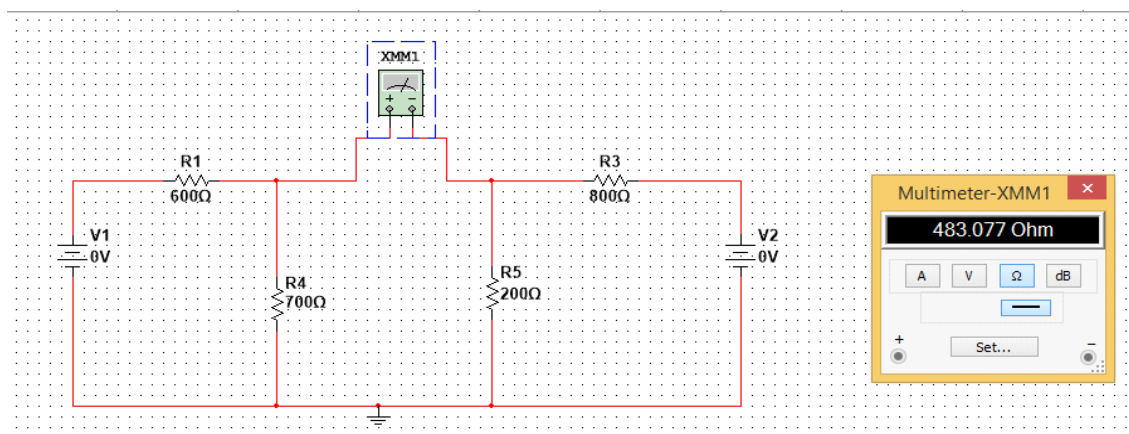 XMM1
+ −
R1
600Ω
R3
800Ω
V1
0V
V2
0V
R4
700Ω
R5
200Ω
Multimeter-XMM1
×
483.077 Ohm
A V Ω dB
+ −
Set...